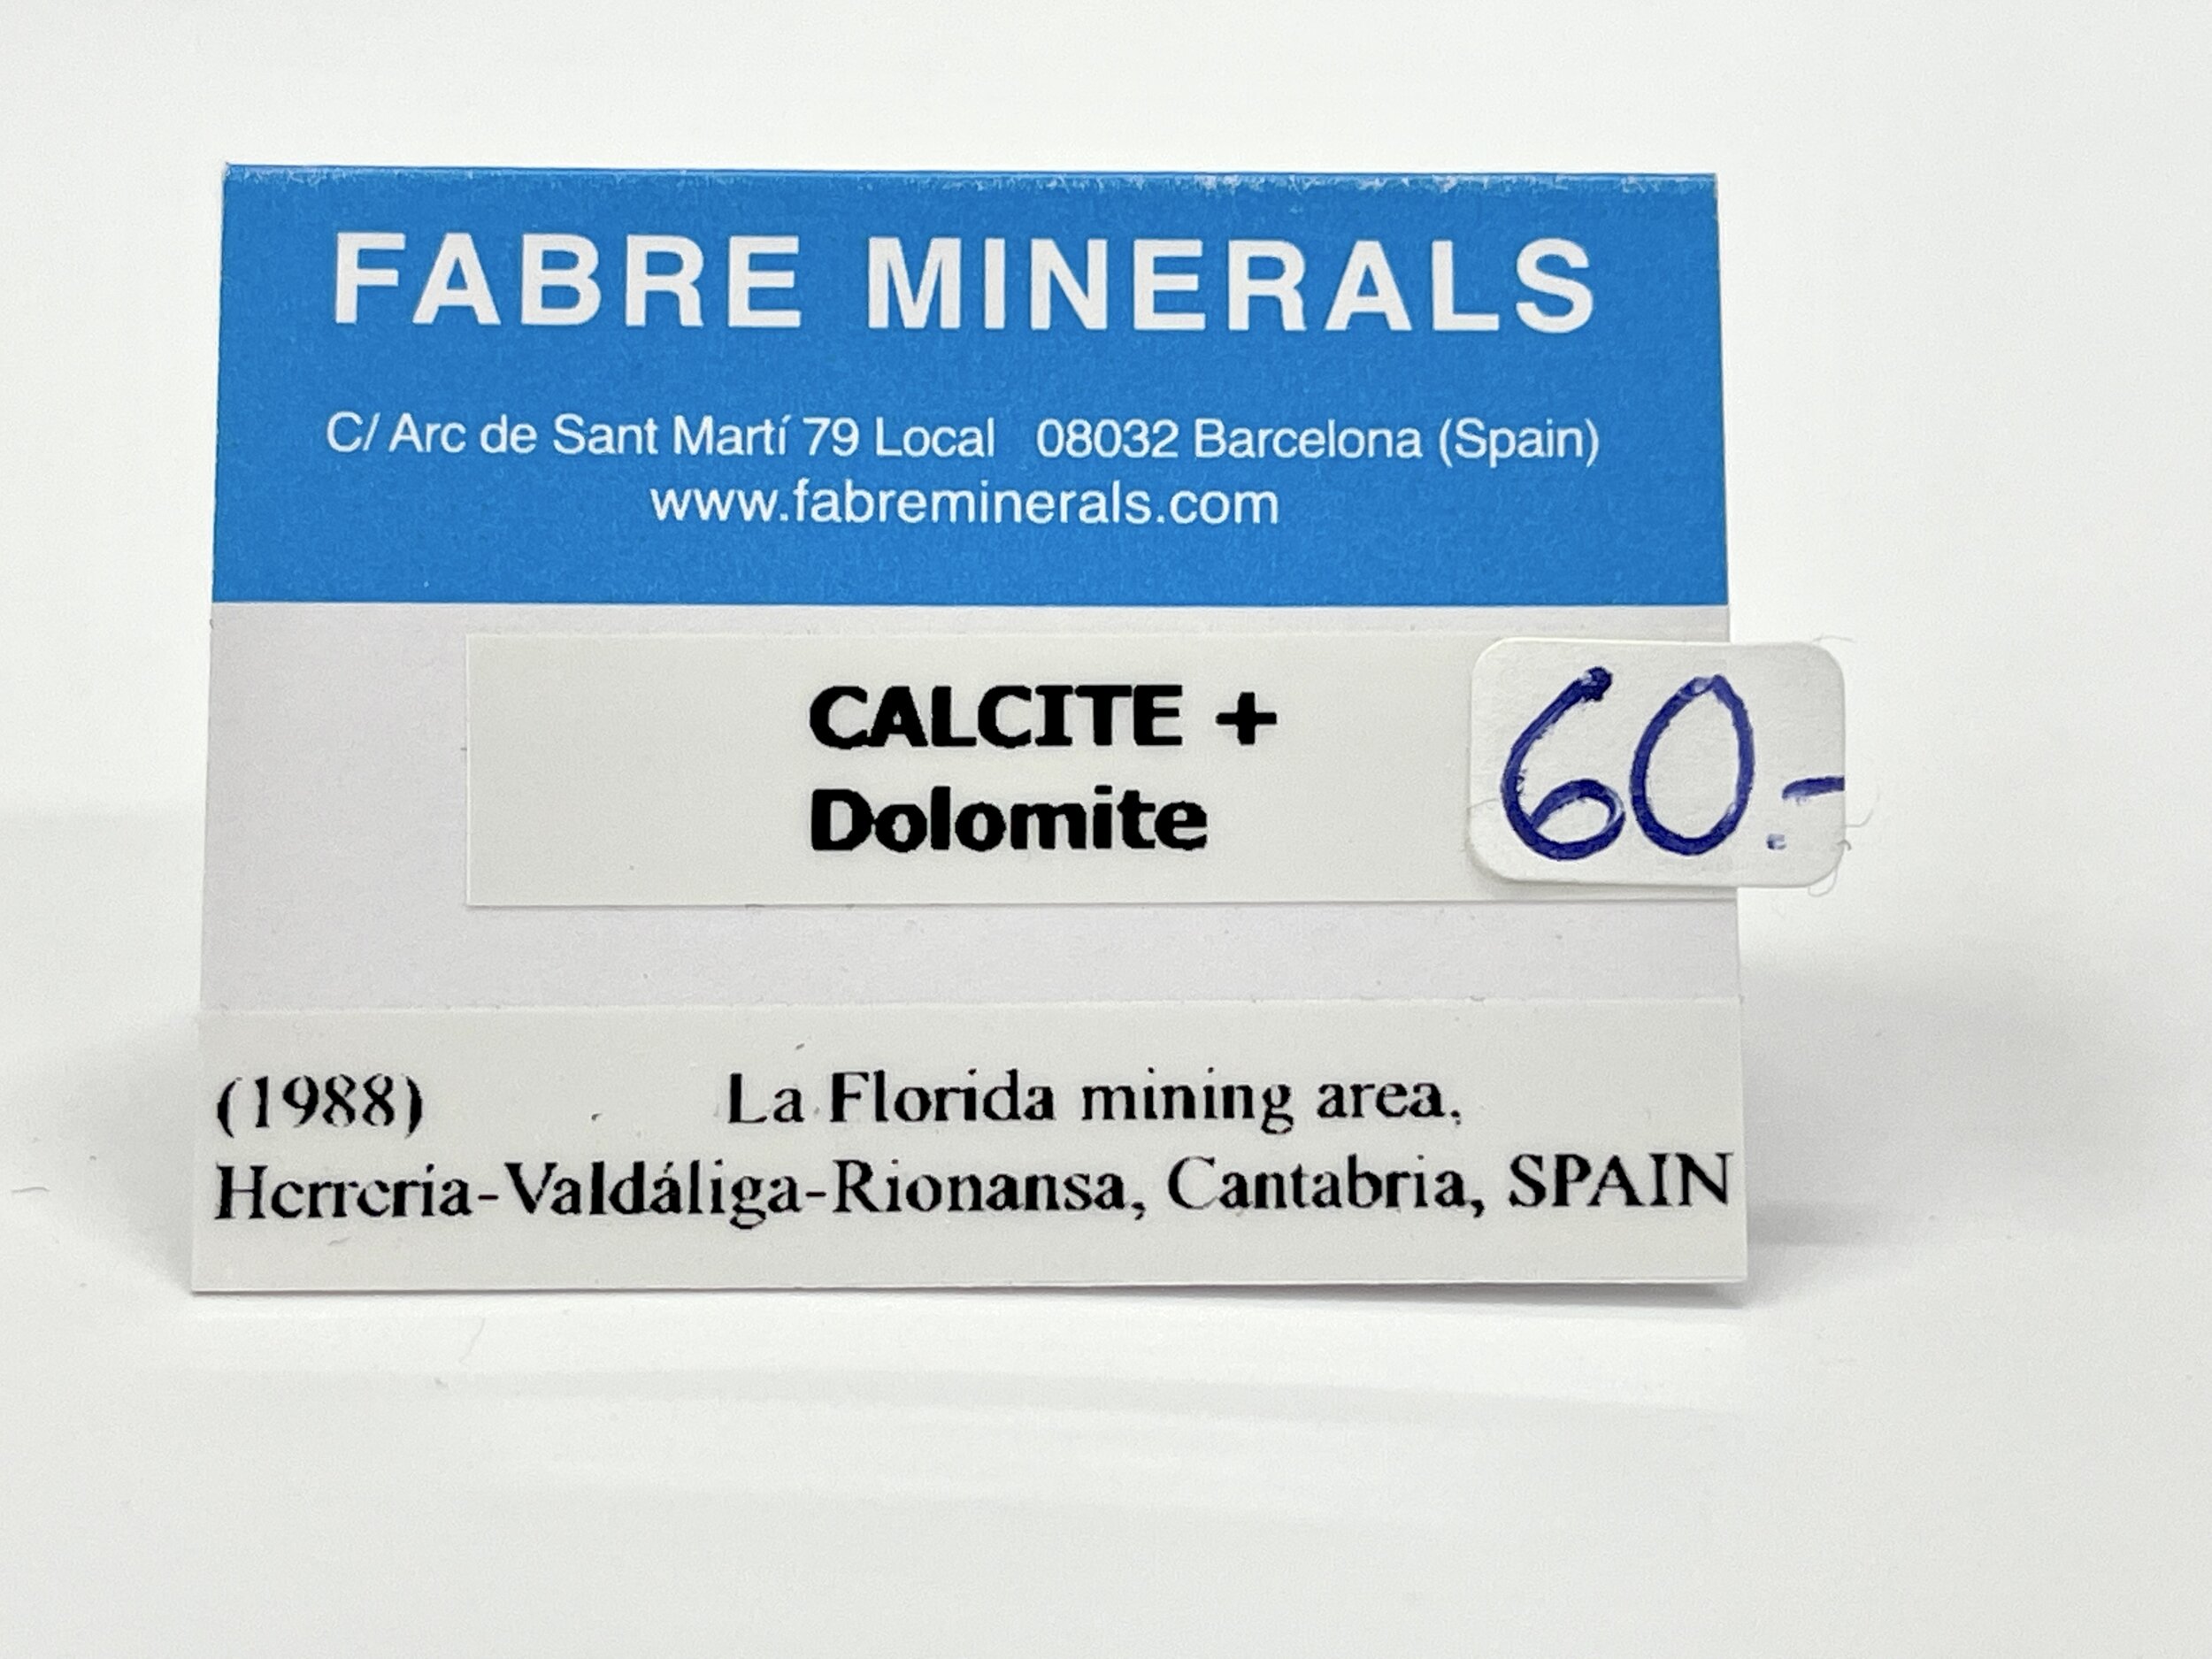 FABRE MINERALS
C/ Arc de Sant Martí 79 Local 08032 Barcelona (Spain)
www.fabreminerals.com
CALCITE +
Dolomite
60.-
(1988) La Florida mining area,
Herrería-Valdáliga-Rionansa, Cantabria, SPAIN